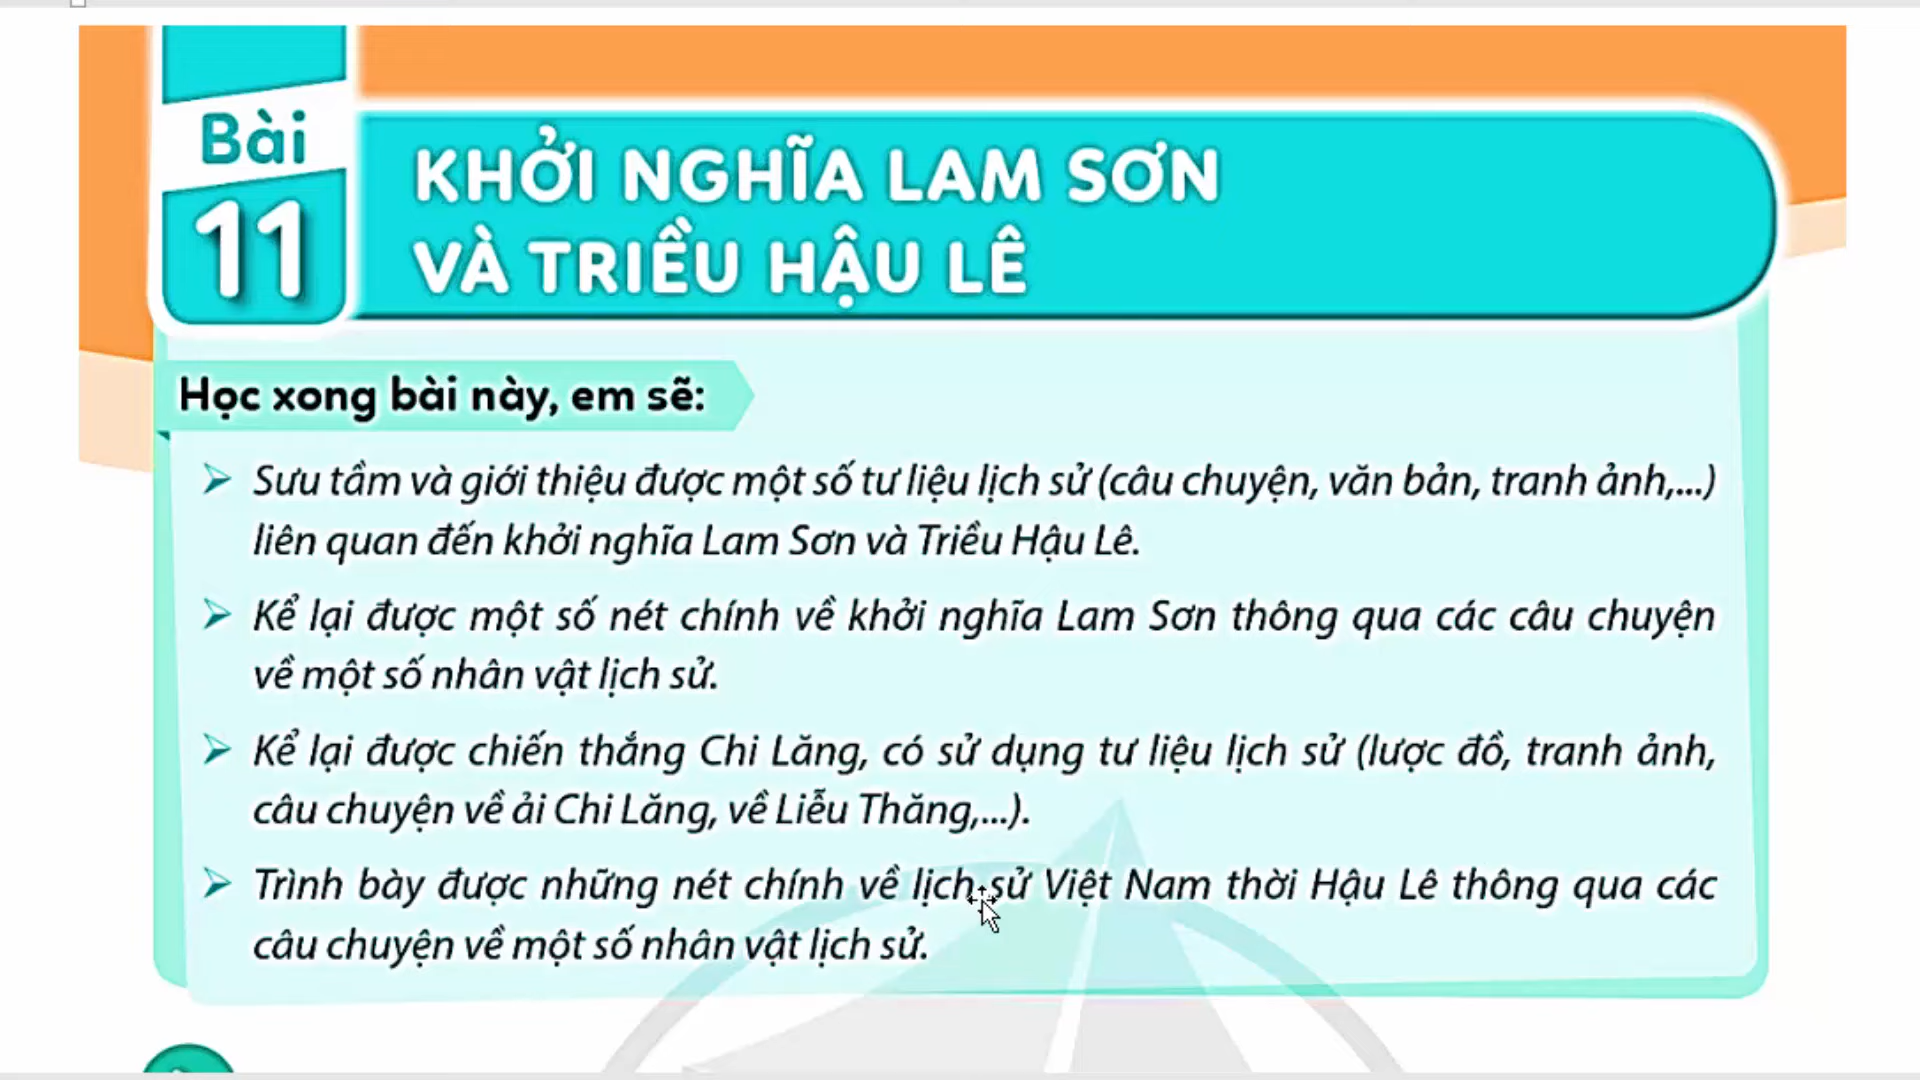 Bài
11
KHỞI NGHĨA LAM SƠN
VÀ TRIỀU HẬU LÊ
Học xong bài này, em sẽ:
Sưu tầm và giới thiệu được một số tư liệu lịch sử (câu chuyện, văn bản, tranh ảnh,...)
liên quan đến khởi nghĩa Lam Sơn và Triều Hậu Lê.
Kể lại được một số nét chính về khởi nghĩa Lam Sơn thông qua các câu chuyện
về một số nhân vật lịch sử.
Kể lại được chiến thắng Chi Lăng, có sử dụng tư liệu lịch sử (lược đồ, tranh ảnh,
câu chuyện về ải Chi Lăng, về Liễu Thăng,...).
Trình bày được những nét chính về lịch sử Việt Nam thời Hậu Lê thông qua các
câu chuyện về một số nhân vật lịch sử.